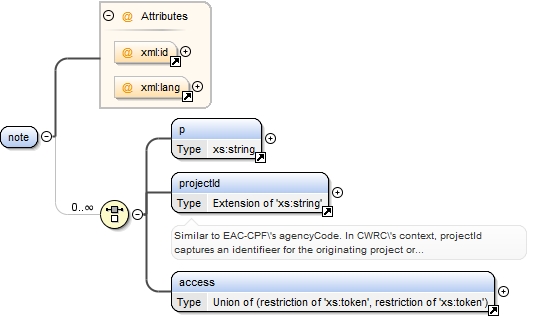 @ Attributes
@ xml:id
@ xml:lang
note
0..∞
p
Type xs:string
projectId
Type Extension of 'xs:string'
Similar to EAC-CPF\'s agencyCode. In CWRC\'s context, projectId
captures an identifieer for the originating project or...
access
Type Union of (restriction of 'xs:token', restriction of 'xs:token')